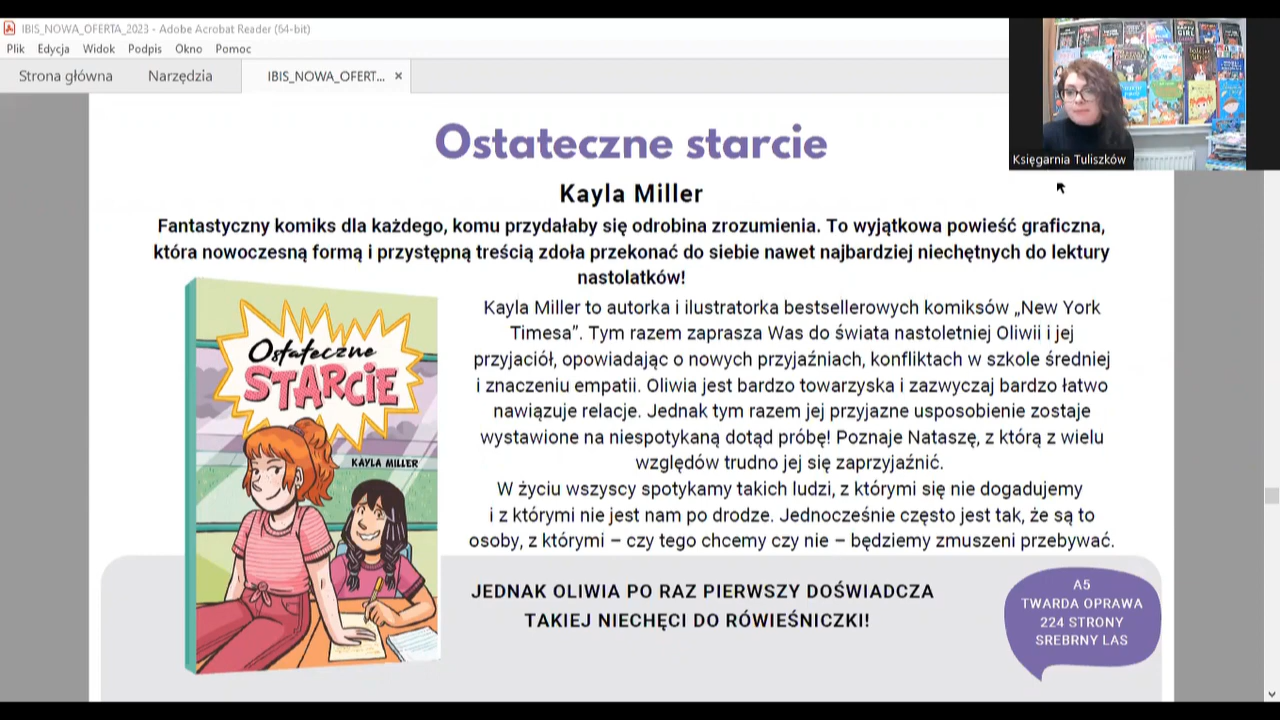 IBIS_NOWA_OFERTA_2023 - Adobe Acrobat Reader (64-bit)
Plik Edycja Widok Podpis Okno Pomoc
Strona główna Narzędzia IBIS_NOWA_OFERT... ×
Księgarnia Tuliszków
Ostateczne starcie
Kayla Miller
Fantastyczny komiks dla każdego, komu przydałaby się odrobina zrozumienia. To wyjątkowa powieść graficzna,
która nowoczesną formą i przystępną treścią zdoła przekonać do siebie nawet najbardziej niechętnych do lektury
nastolatków!
Kayla Miller to autorka i ilustratorka bestsellerowych komiksów „New York
Timesa”. Tym razem zaprasza Was do świata nastoletniej Oliwii i jej
przyjaciół, opowiadając o nowych przyjaźniach, konfliktach w szkole średniej
i znaczeniu empatii. Oliwia jest bardzo towarzyska i zazwyczaj bardzo łatwo
nawiązuje relacje. Jednak tym razem jej przyjazne usposobienie zostaje
wystawione na niespotykaną dotąd próbę! Poznaje Nataszę, z którą z wielu
względów trudno jej się zaprzyjaźnić.
W życiu wszyscy spotykamy takich ludzi, z którymi się nie dogadujemy
i z którymi nie jest nam po drodze. Jednocześnie często jest tak, że są to
osoby, z którymi – czy tego chcemy czy nie – będziemy zmuszeni przebywać.
Ostateczne
STARCIE
KAYLA MILLER
JEDNAK OLIWIA PO RAZ PIERWSZY DOŚWIADCZA
TAKIEJ NIECHĘCI DO RÓWIEŚNICZKI!
A5
TWARDA OPRAWA
224 STRONY
SREBRNY LAS